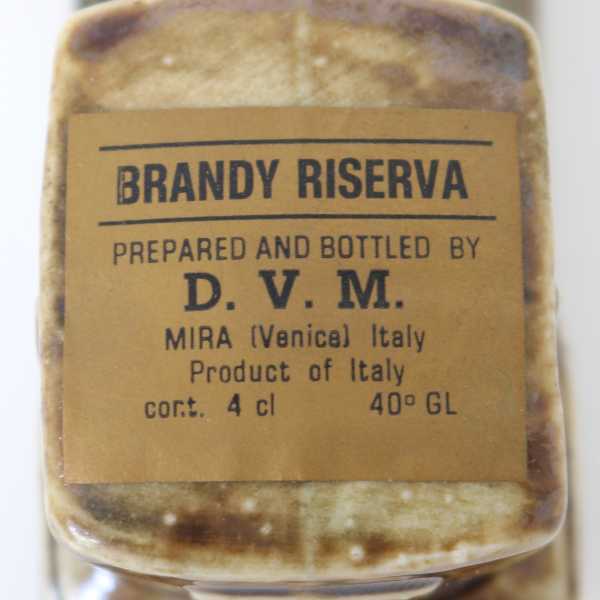 BRANDY RISERVA
PREPARED AND BOTTLED BY
D. V. M.
MIRA (Venice) Italy
Product of Italy
cont. 4 cl 40° GL